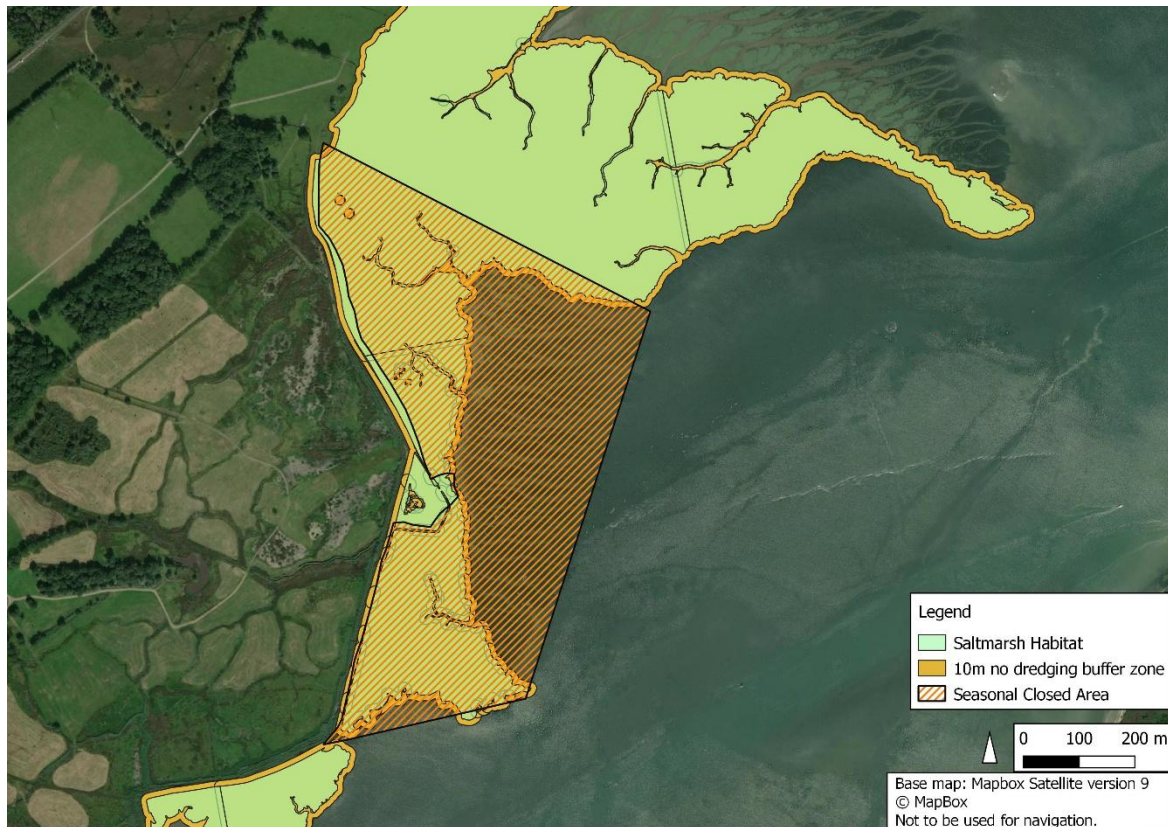 Legend
Saltmarsh Habitat
10m no dredging buffer zone
Seasonal Closed Area
0 100 200 m
Base map: Mapbox Satellite version 9
© MapBox
Not to be used for navigation.